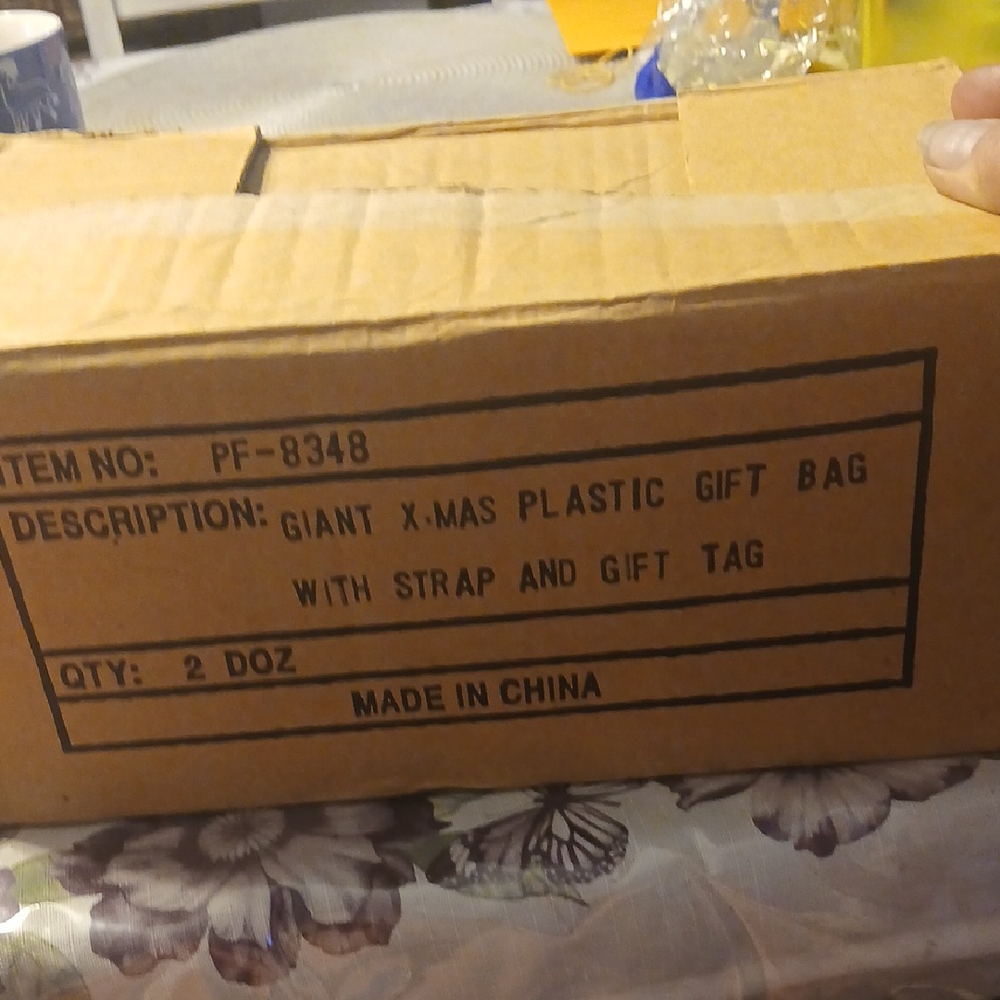 ITEM NO: PF-8348
DESCRIPTION: GIANT X-MAS PLASTIC GIFT BAG
WITH STRAP AND GIFT TAG
QTY: 2 DOZ
MADE IN CHINA